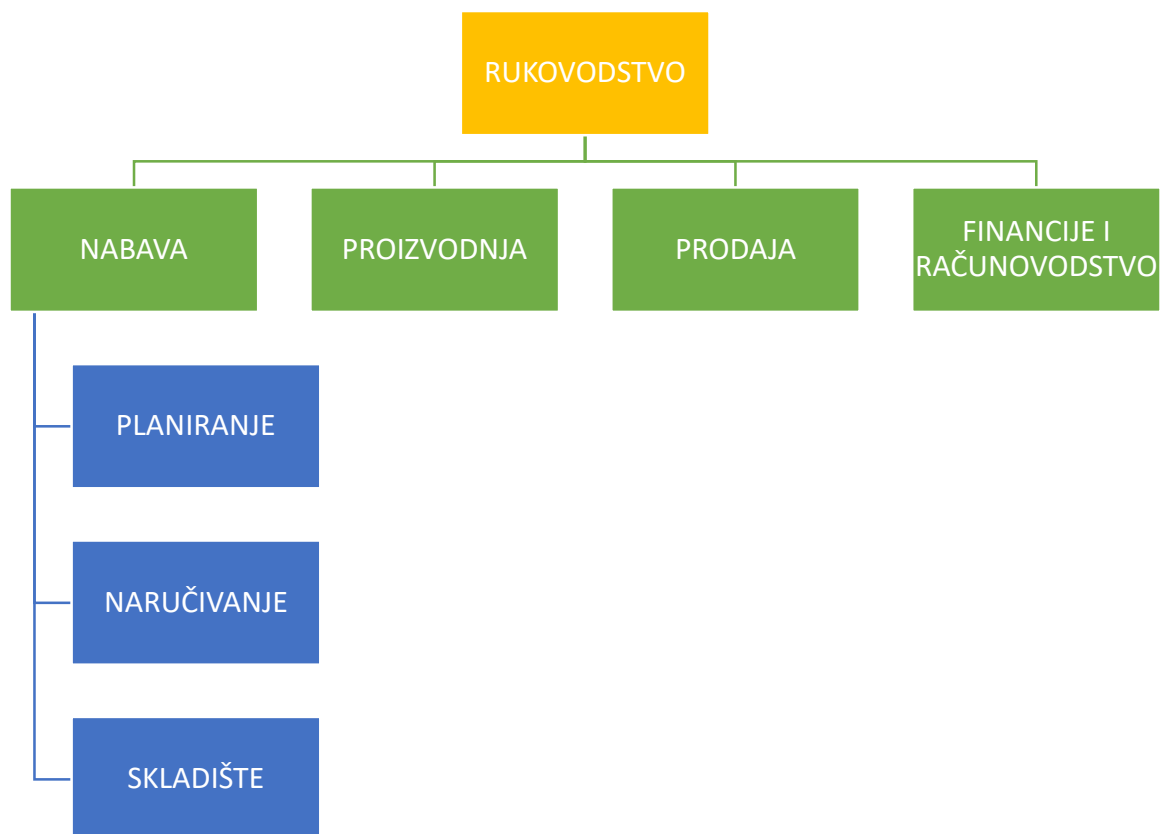 RUKOVODSTVO
NABAVA
PROIZVODNJA
PRODAJA
FINANCIJE I
RAČUNOVODSTVO
PLANIRANJE
NARUČIVANJE
SKLADIŠTE